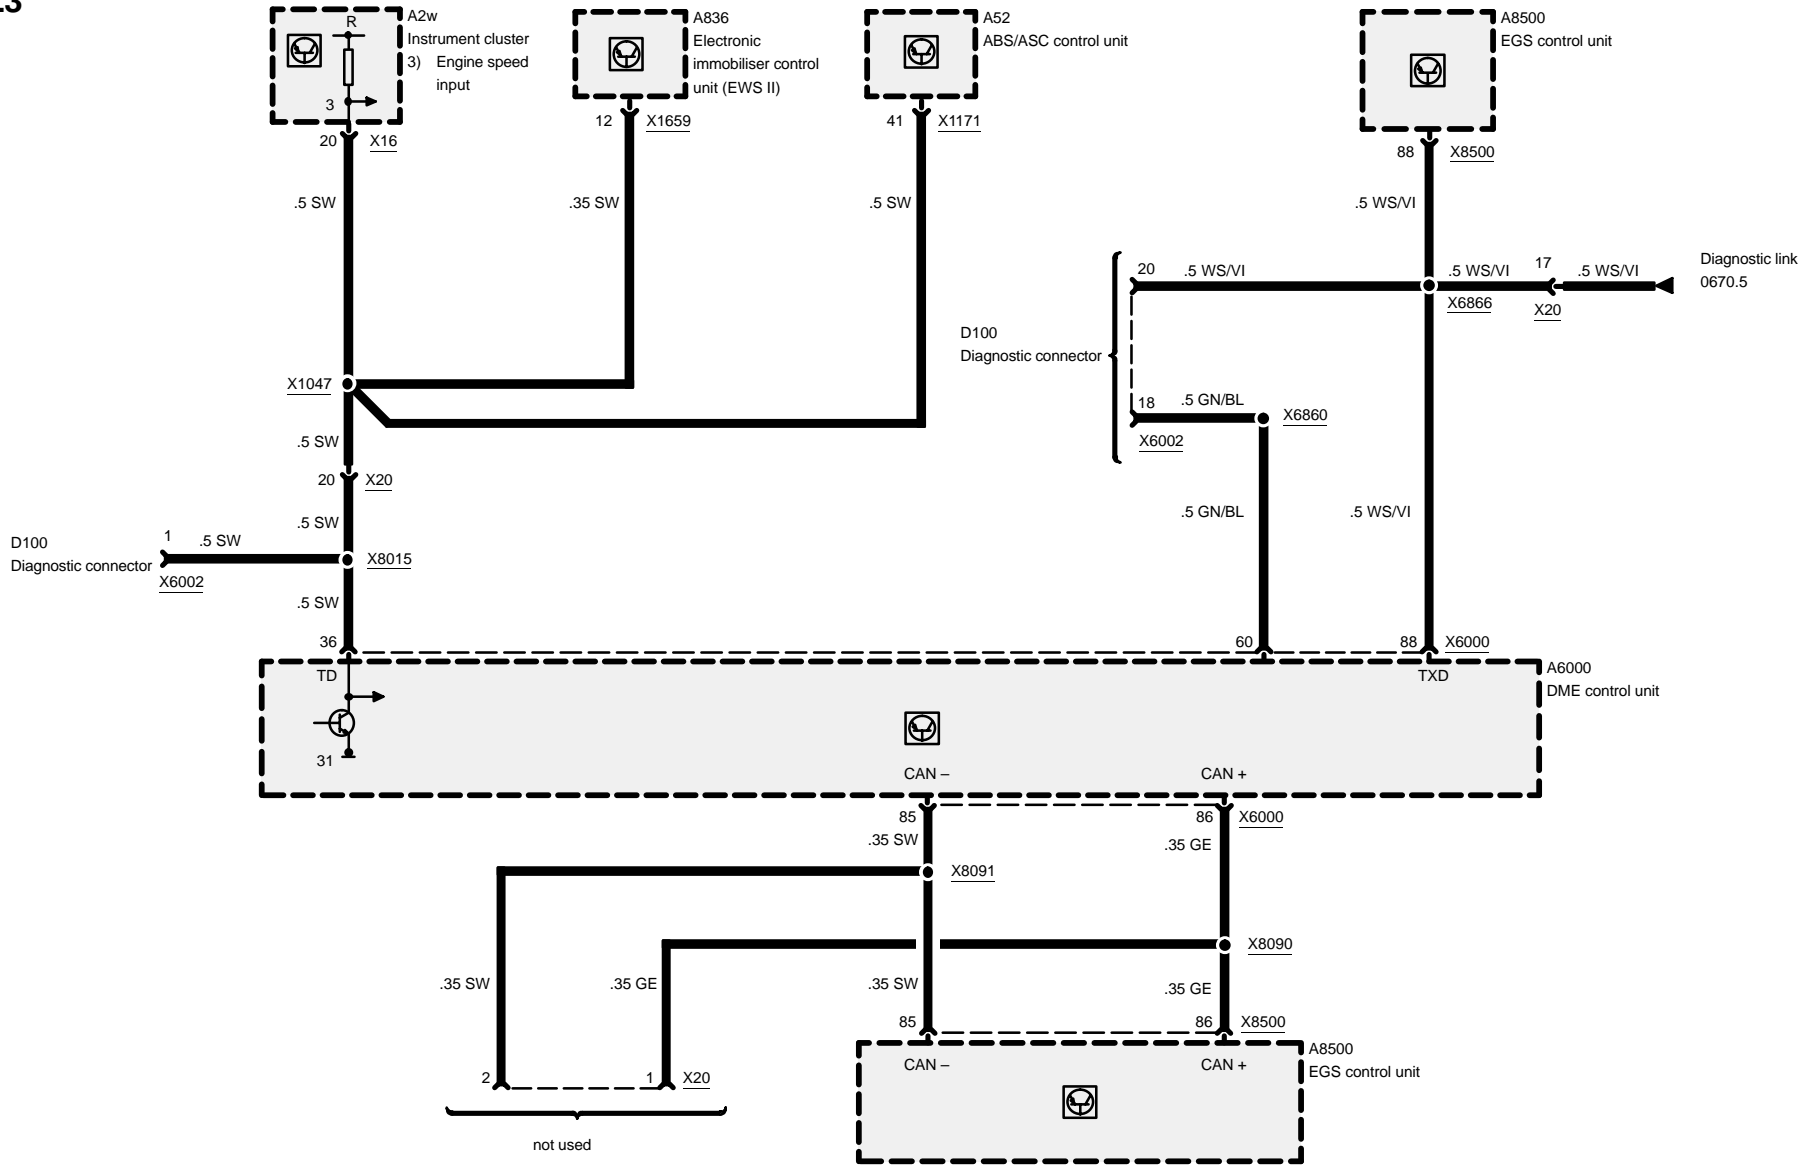 R
A2w
Instrument cluster
3) Engine speed
input
3
20 X16
A836
Electronic
immobiliser control
unit (EWS II)
12 X1659
A52
ABS/ASC control unit
41 X1171
A8500
EGS control unit
88 X8500
.5 SW
.35 SW
.5 SW
.5 WS/VI
20 .5 WS/VI
.5 WS/VI 17 .5 WS/VI
Diagnostic link
0670.5
X6866
X20
D100
Diagnostic connector
18 .5 GN/BL
X6860
X6002
X1047
.5 SW
20 X20
.5 SW
D100
Diagnostic connector
1 .5 SW
X6002
X8015
.5 SW
.5 GN/BL
.5 WS/VI
36
60
88 X6000
TD
TXD
A6000
DME control unit
31
CAN –
CAN +
85
86 X6000
.35 SW
.35 GE
X8091
X8090
.35 SW
.35 GE
.35 SW
.35 GE
85
86 X8500
CAN –
CAN +
A8500
EGS control unit
2
1 X20
not used